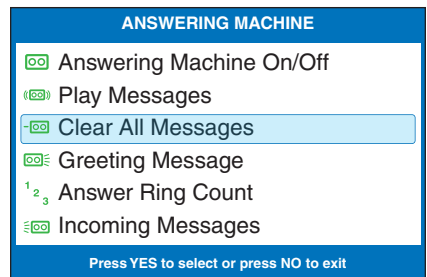 ANSWERING MACHINE
Answering Machine On/Off
Play Messages
Clear All Messages
Greeting Message
1 2 3 Answer Ring Count
Incoming Messages
Press YES to select or press NO to exit